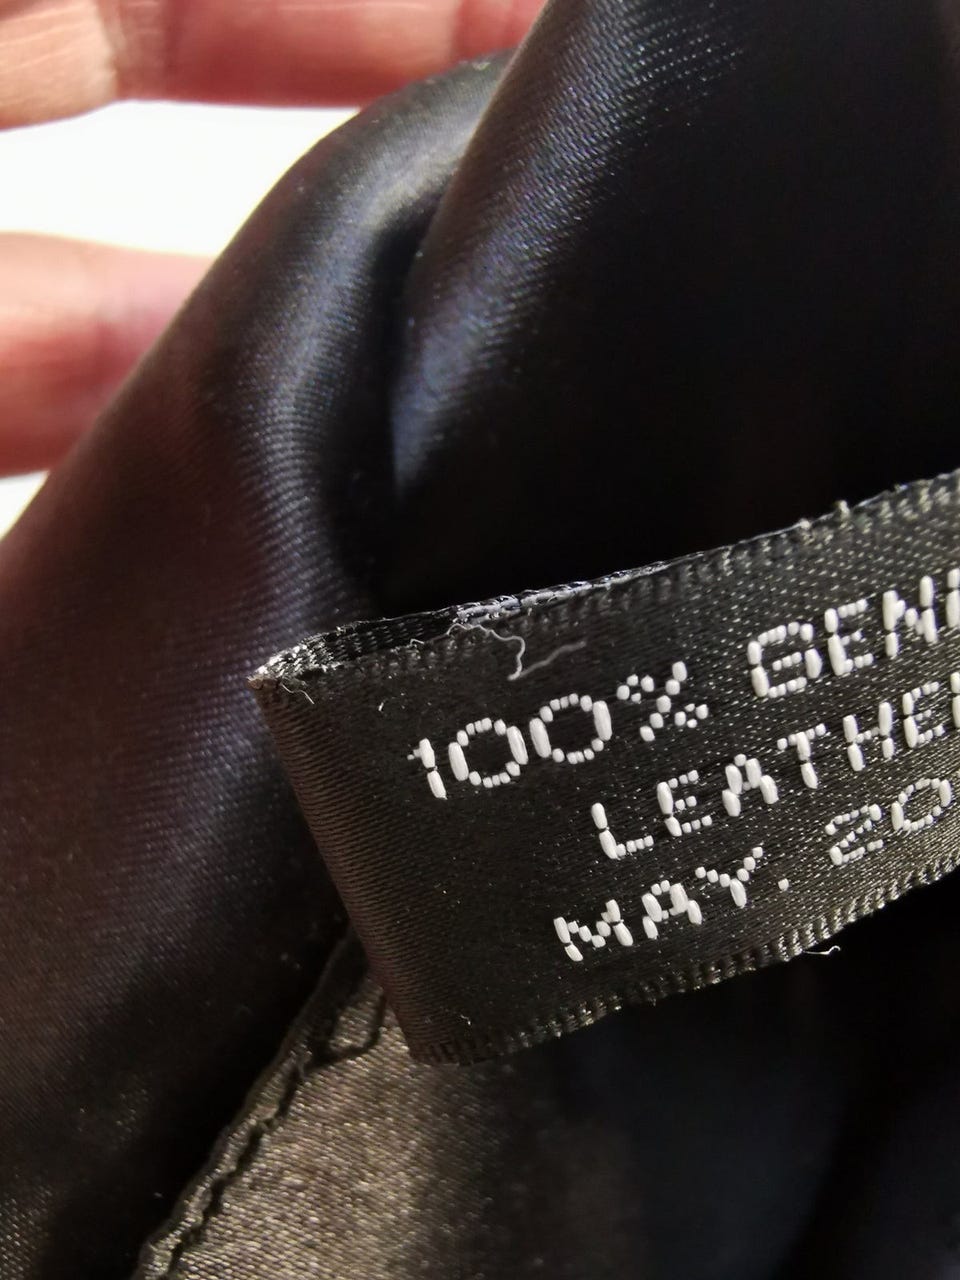 100% GEN
LEATHE
MAY. 20